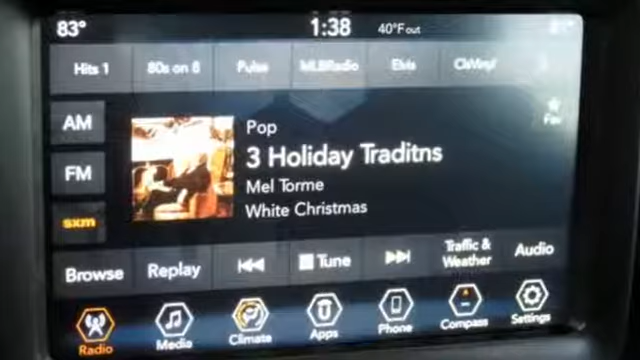 83° 1:38 40°F out
Hits 1 80s on 8 Pulse MLBRadio Elvis ClsVinyl
AM
FM
sxm
Pop
3 Holiday Traditns
Mel Torme
White Christmas
Fav
Browse Replay Tune Traffic & Weather Audio
Radio Media Climate Apps Phone Compass Settings